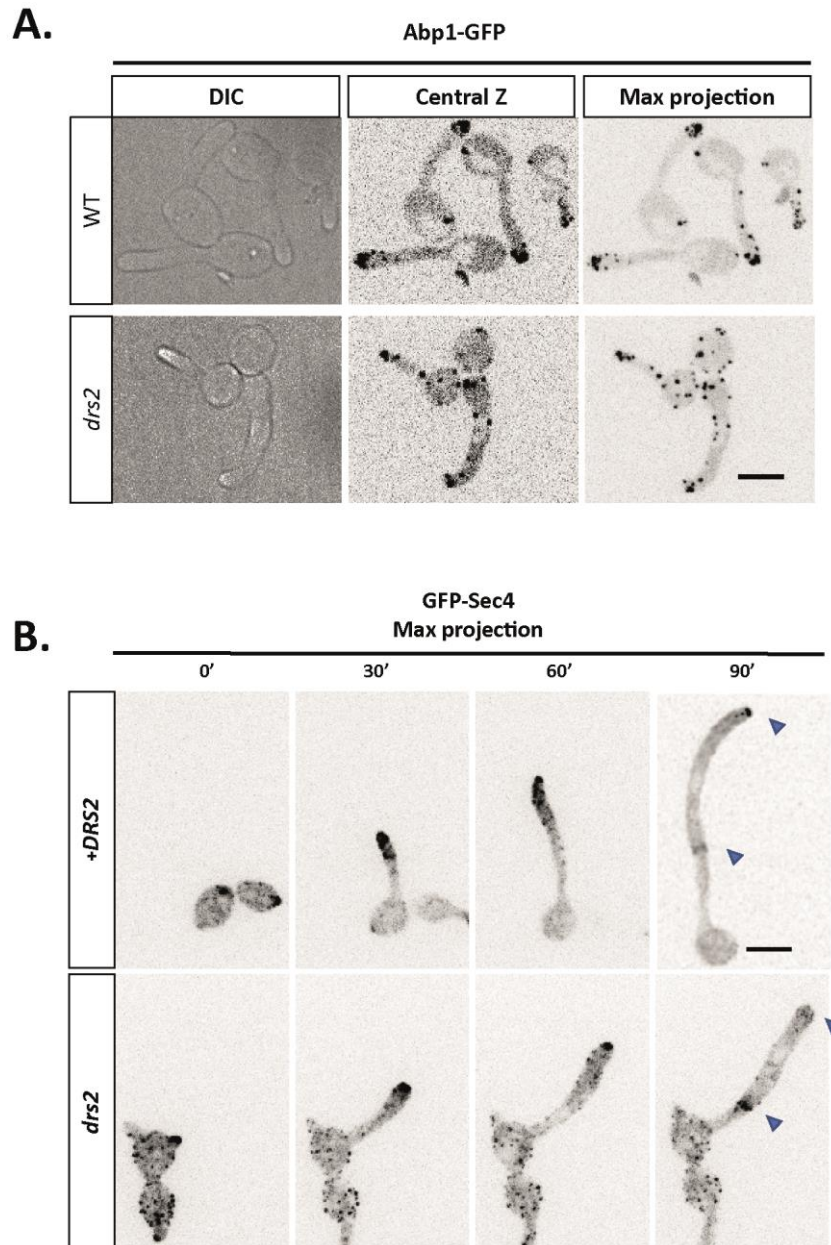 A.
Abp1-GFP
DIC
Central Z
Max projection
WT
drs2
B.
GFP-Sec4
Max projection
0’
30’
60’
90’
+DRS2
drs2